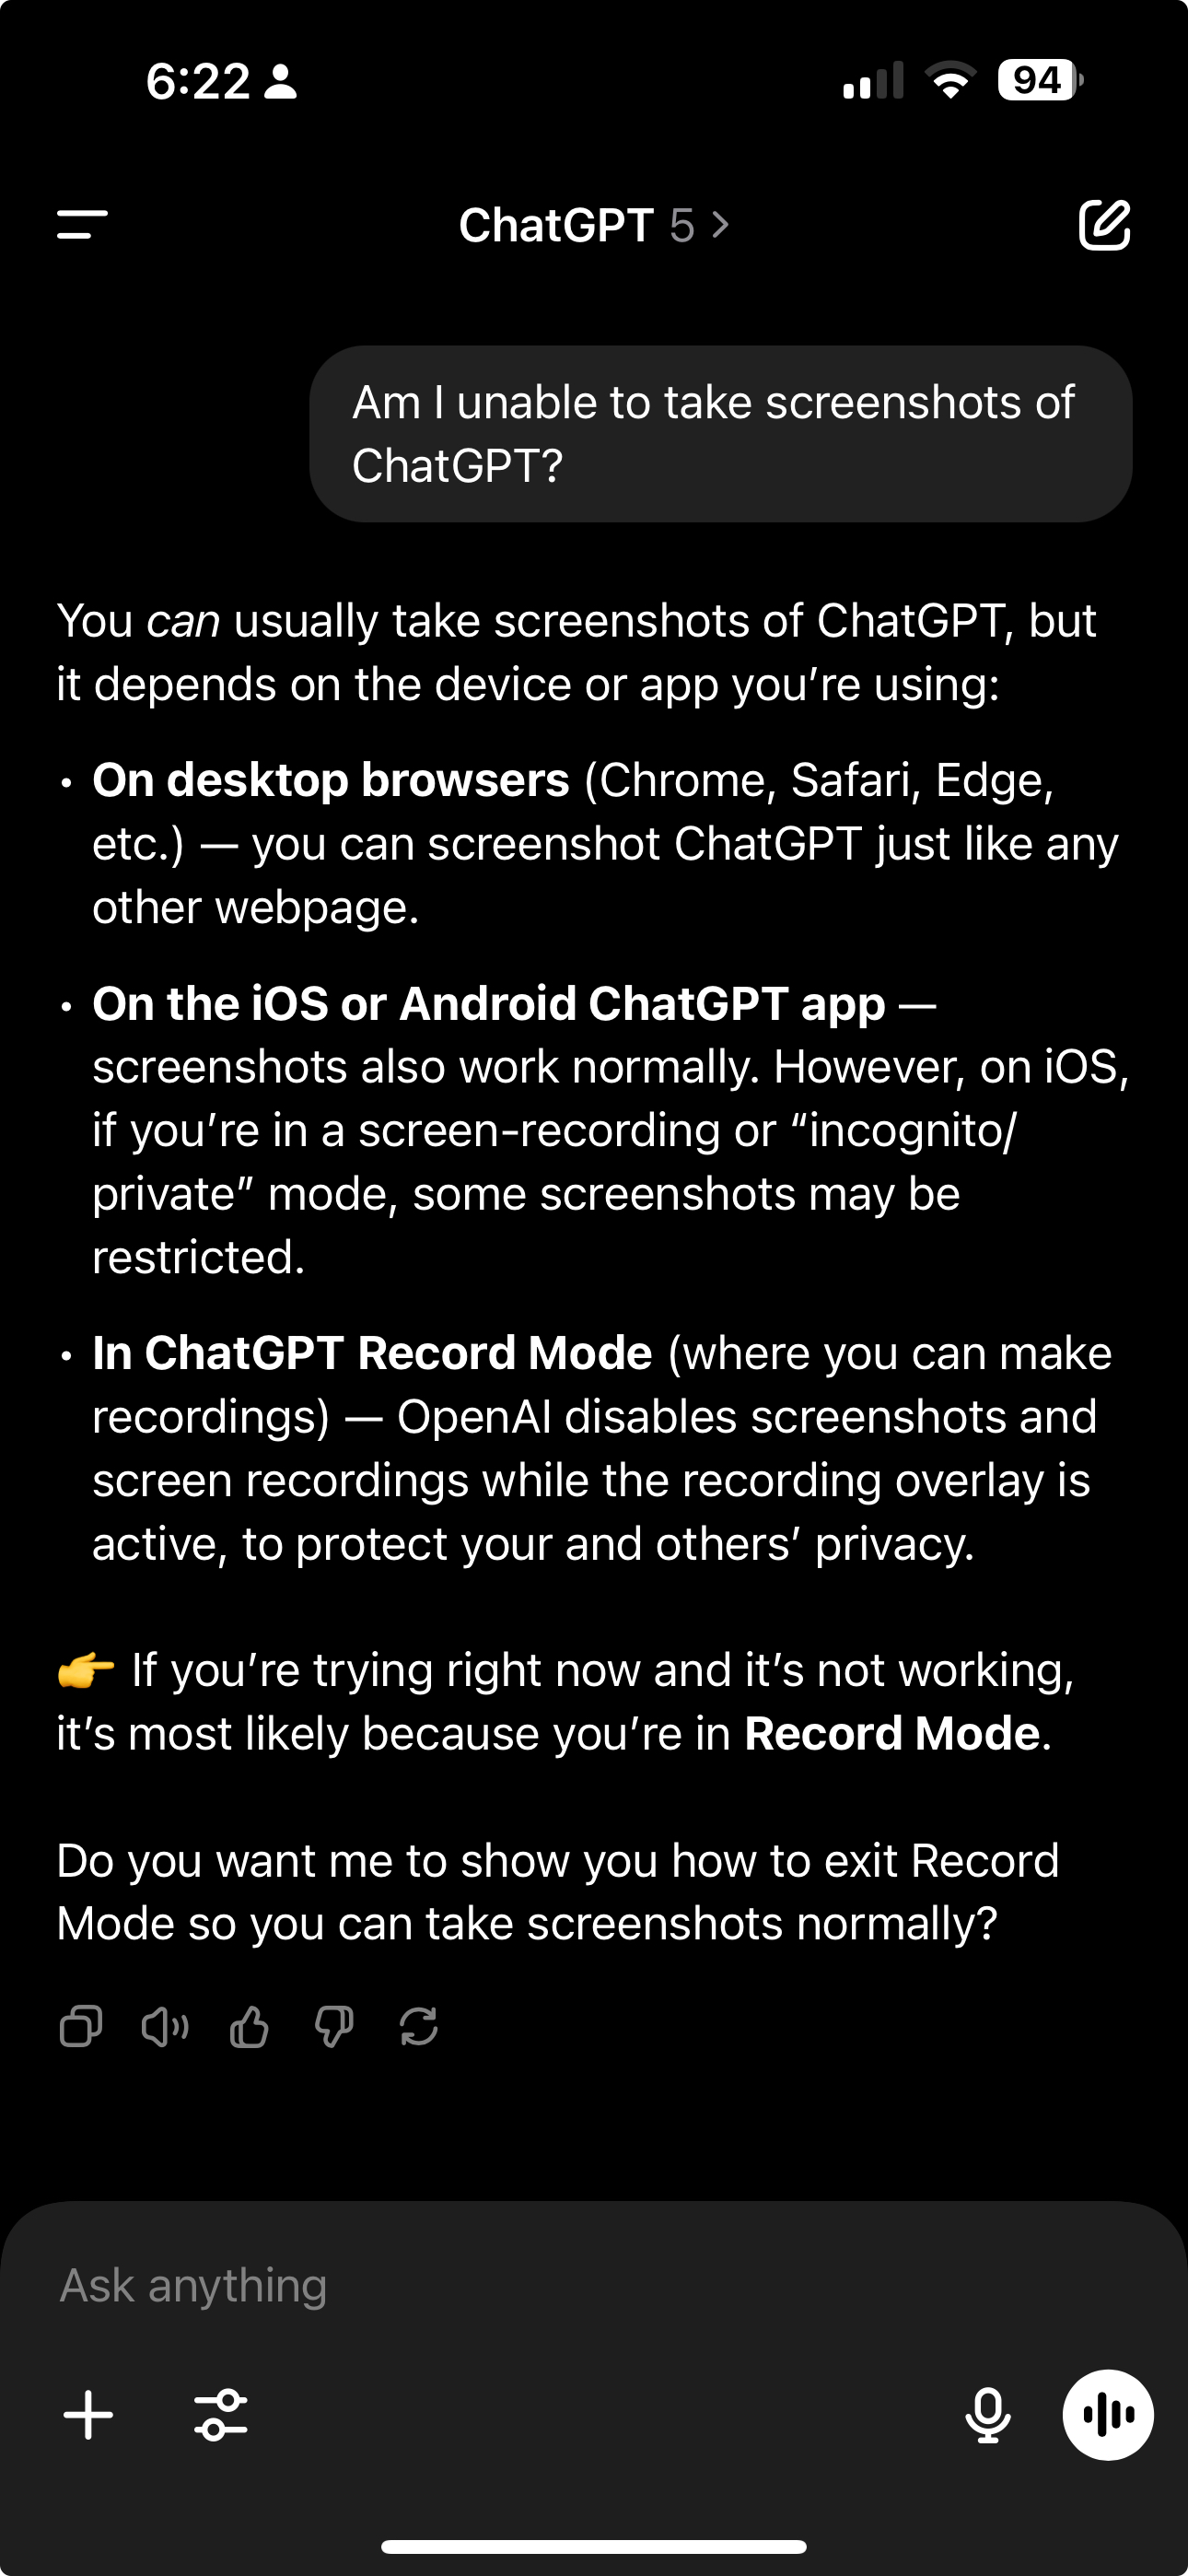 6:22
94
ChatGPT 5 >
Am I unable to take screenshots of
ChatGPT?
You can usually take screenshots of ChatGPT, but
it depends on the device or app you’re using:
• On desktop browsers (Chrome, Safari, Edge,
etc.) — you can screenshot ChatGPT just like any
other webpage.
• On the iOS or Android ChatGPT app —
screenshots also work normally. However, on iOS,
if you’re in a screen-recording or “incognito/
private” mode, some screenshots may be
restricted.
• In ChatGPT Record Mode (where you can make
recordings) — OpenAI disables screenshots and
screen recordings while the recording overlay is
active, to protect your and others’ privacy.
👉 If you’re trying right now and it’s not working,
it’s most likely because you’re in Record Mode.
Do you want me to show you how to exit Record
Mode so you can take screenshots normally?
Ask anything